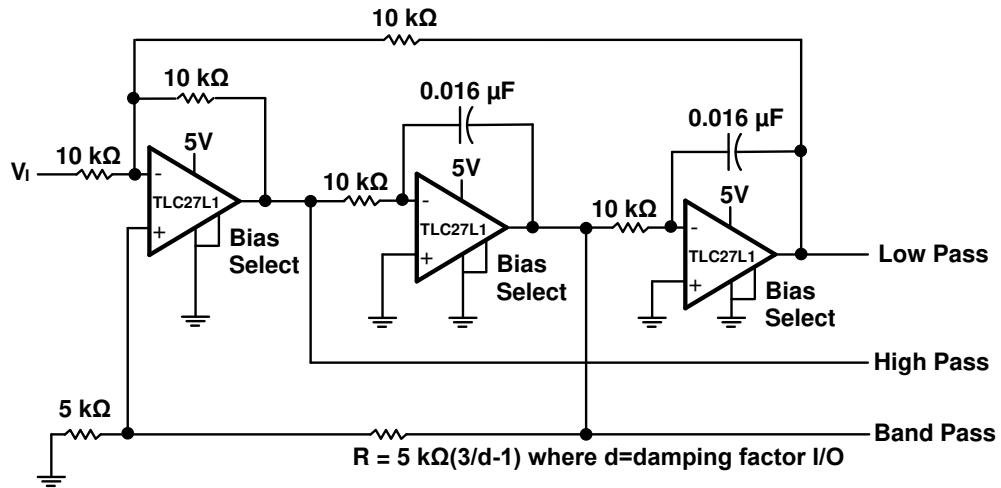 10 kΩ
10 kΩ
0.016 µF
0.016 µF
5V
10 kΩ
VI
-
TLC27L1
+
Bias
Select
5V
10 kΩ
-
TLC27L1
+
Bias
Select
5V
10 kΩ
-
TLC27L1
+
Bias
Select
Low Pass
High Pass
5 kΩ
Band Pass
R = 5 kΩ(3/d-1) where d=damping factor I/O